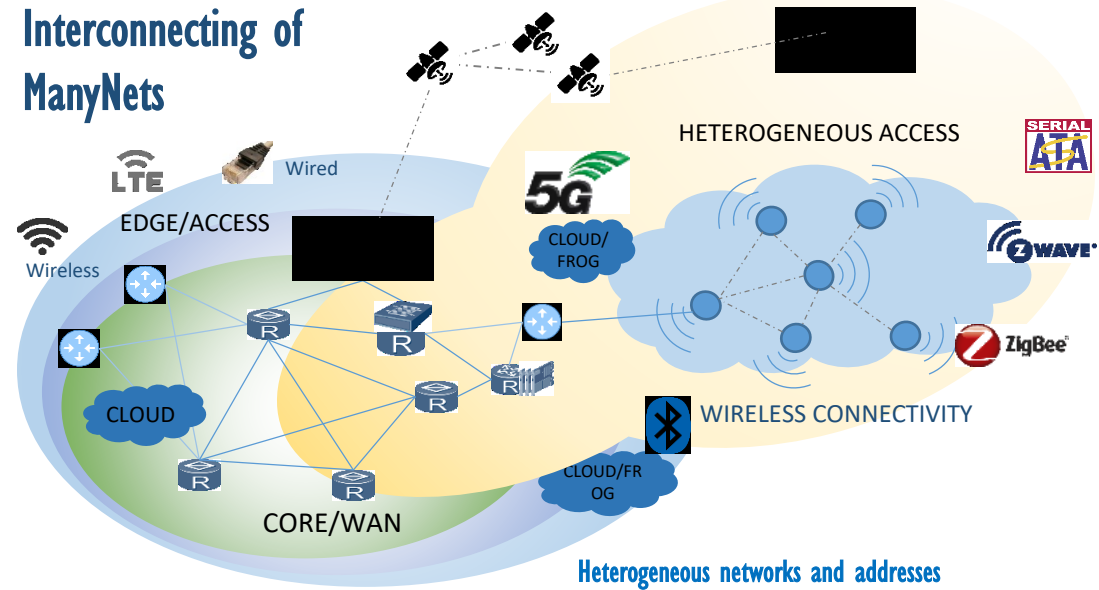 Interconnecting of
ManyNets
HETEROGENEOUS ACCESS
SERIAL
ATA
LTE
Wired
5G
EDGE/ACCESS
CLOUD/
FROG
Wireless
Z WAVE
R
R
R
R
ZigBee
CLOUD
WIRELESS CONNECTIVITY
R
R
CLOUD/FR
OG
CORE/WAN
Heterogeneous networks and addresses